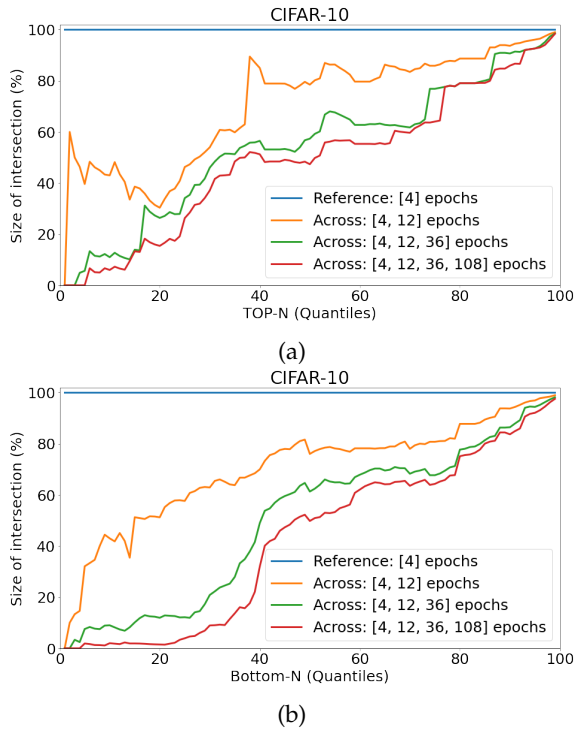 CIFAR-10
Size of intersection (%)
100
80
60
40
20
0
Reference: [4] epochs
Across: [4, 12] epochs
Across: [4, 12, 36] epochs
Across: [4, 12, 36, 108] epochs
0 20 40 60 80 100
TOP-N (Quantiles)
(a)
CIFAR-10
Size of intersection (%)
100
80
60
40
20
0
Reference: [4] epochs
Across: [4, 12] epochs
Across: [4, 12, 36] epochs
Across: [4, 12, 36, 108] epochs
0 20 40 60 80 100
Bottom-N (Quantiles)
(b)